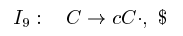 I₉ : C → cC·, $